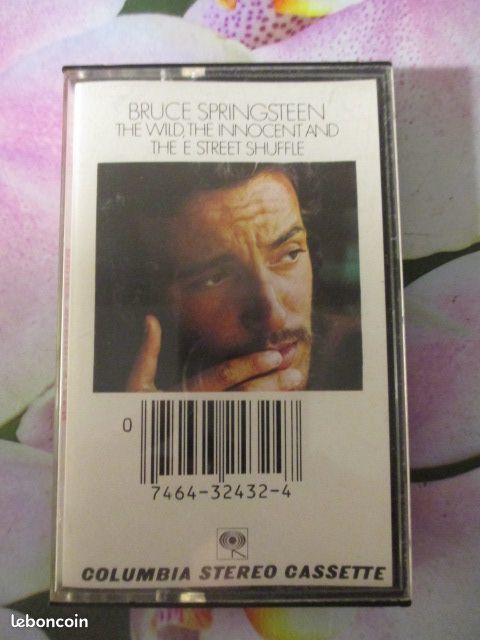 BRUCE SPRINGSTEEN
THE WILD, THE INNOCENT AND
THE E STREET SHUFFLE
0
7464-32432-4
COLUMBIA STEREO CASSETTE
leboncoin